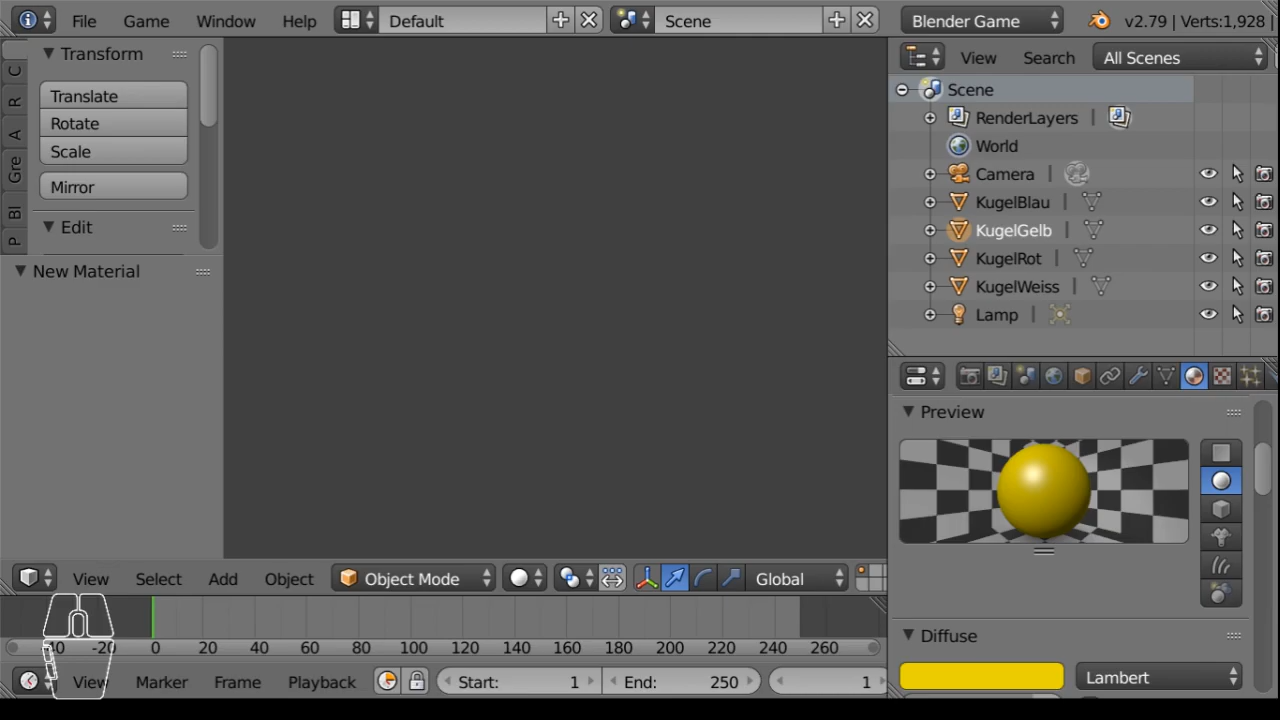 File Game Window Help Default Scene Blender Game v2.79 | Verts:1,928 |
Transform
Translate
Rotate
Scale
Mirror
Edit
New Material
C
R
A
Gre
Bl
P
View Search All Scenes
Scene
RenderLayers |
World
Camera |
KugelBlau |
KugelGelb |
KugelRot |
KugelWeiss |
Lamp |
Preview
Diffuse
Lambert
View Select Add Object Object Mode Global
-20 0 20 40 60 80 100 120 140 160 180 200 220 240 260
View Marker Frame Playback Start: 1 End: 250 1